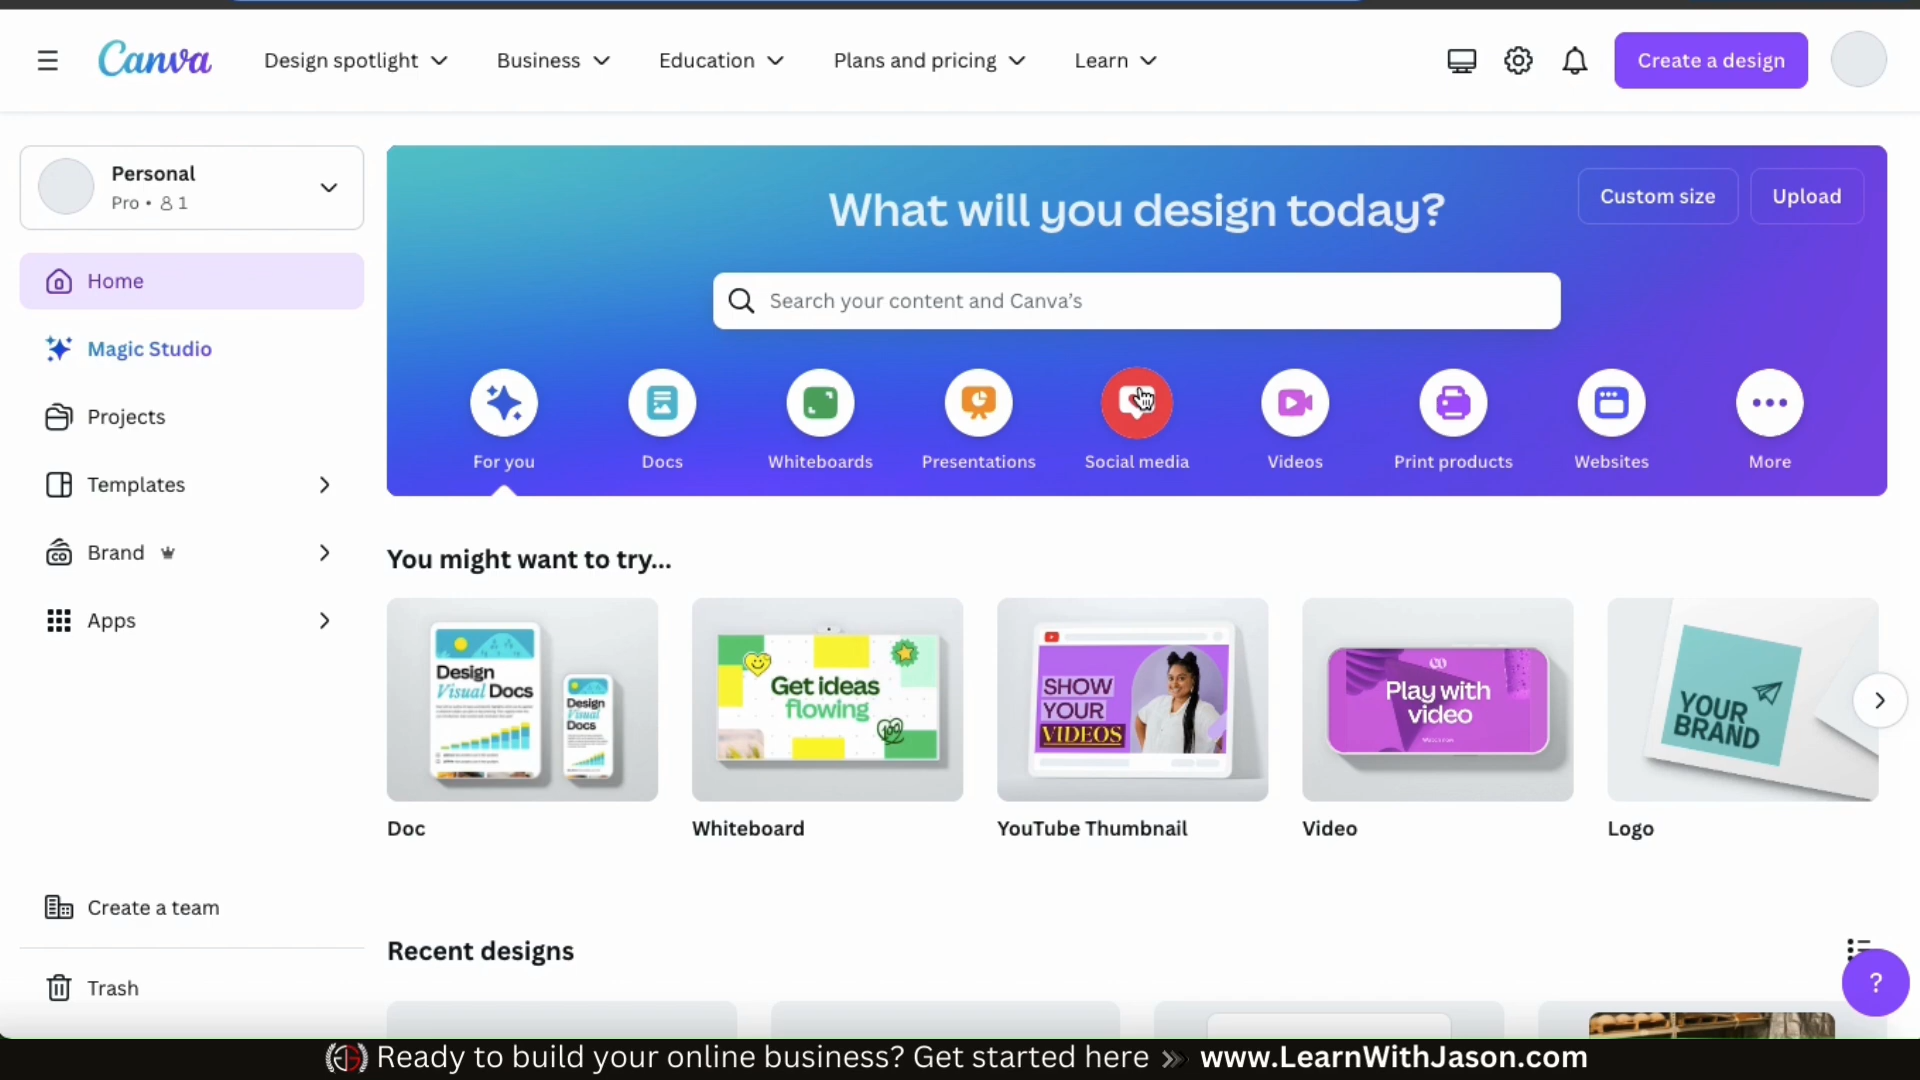 Canva
Design spotlight
Business
Education
Plans and pricing
Learn
Create a design
Personal
Pro • 1
Home
Magic Studio
Projects
Templates
Brand
Apps
Create a team
Trash
What will you design today?
Custom size
Upload
Search your content and Canva's
For you
Docs
Whiteboards
Presentations
Social media
Videos
Print products
Websites
More
You might want to try...
Design
Visual Docs
Design
Visual
Docs
Get ideas
flowing
100
SHOW
YOUR
VIDEOS
Play with
video
YOUR
BRAND
Doc
Whiteboard
YouTube Thumbnail
Video
Logo
Recent designs
?
Ready to build your online business? Get started here >>> www.LearnWithJason.com